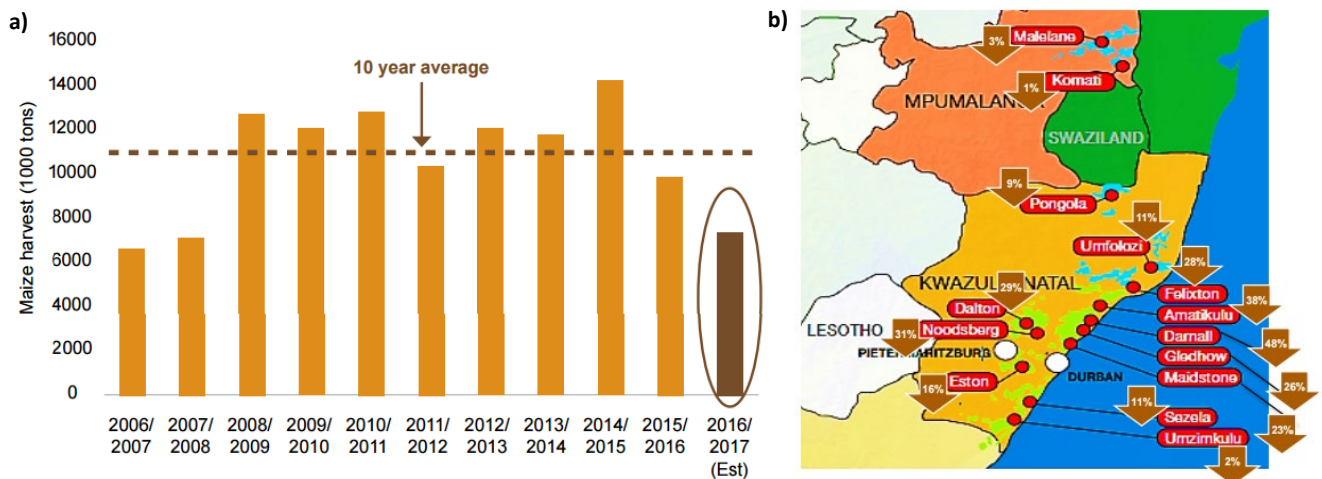 a)
Maize harvest (1000 tons)
16000
14000
12000
10000
8000
6000
4000
2000
0
10 year average
2006/
2007
2007/
2008
2008/
2009
2009/
2010
2010/
2011
2011/
2012
2012/
2013
2013/
2014
2014/
2015
2015/
2016
2016/
2017
(Est)
b)
3%
Malelane
1%
Komati
MPUMALANGA
SWAZILAND
9%
Pongola
11%
Umfolozi
28%
KWAZULU NATAL
29%
Felixton
38%
Dalton
Amatikulu
LESOTHO
Noodsberg
31%
Darnall
48%
PIETERMARITZBURG
Gledhow
Eston
DURBAN
Maidstone
26%
16%
11%
Sezela
23%
Umzimkulu
2%